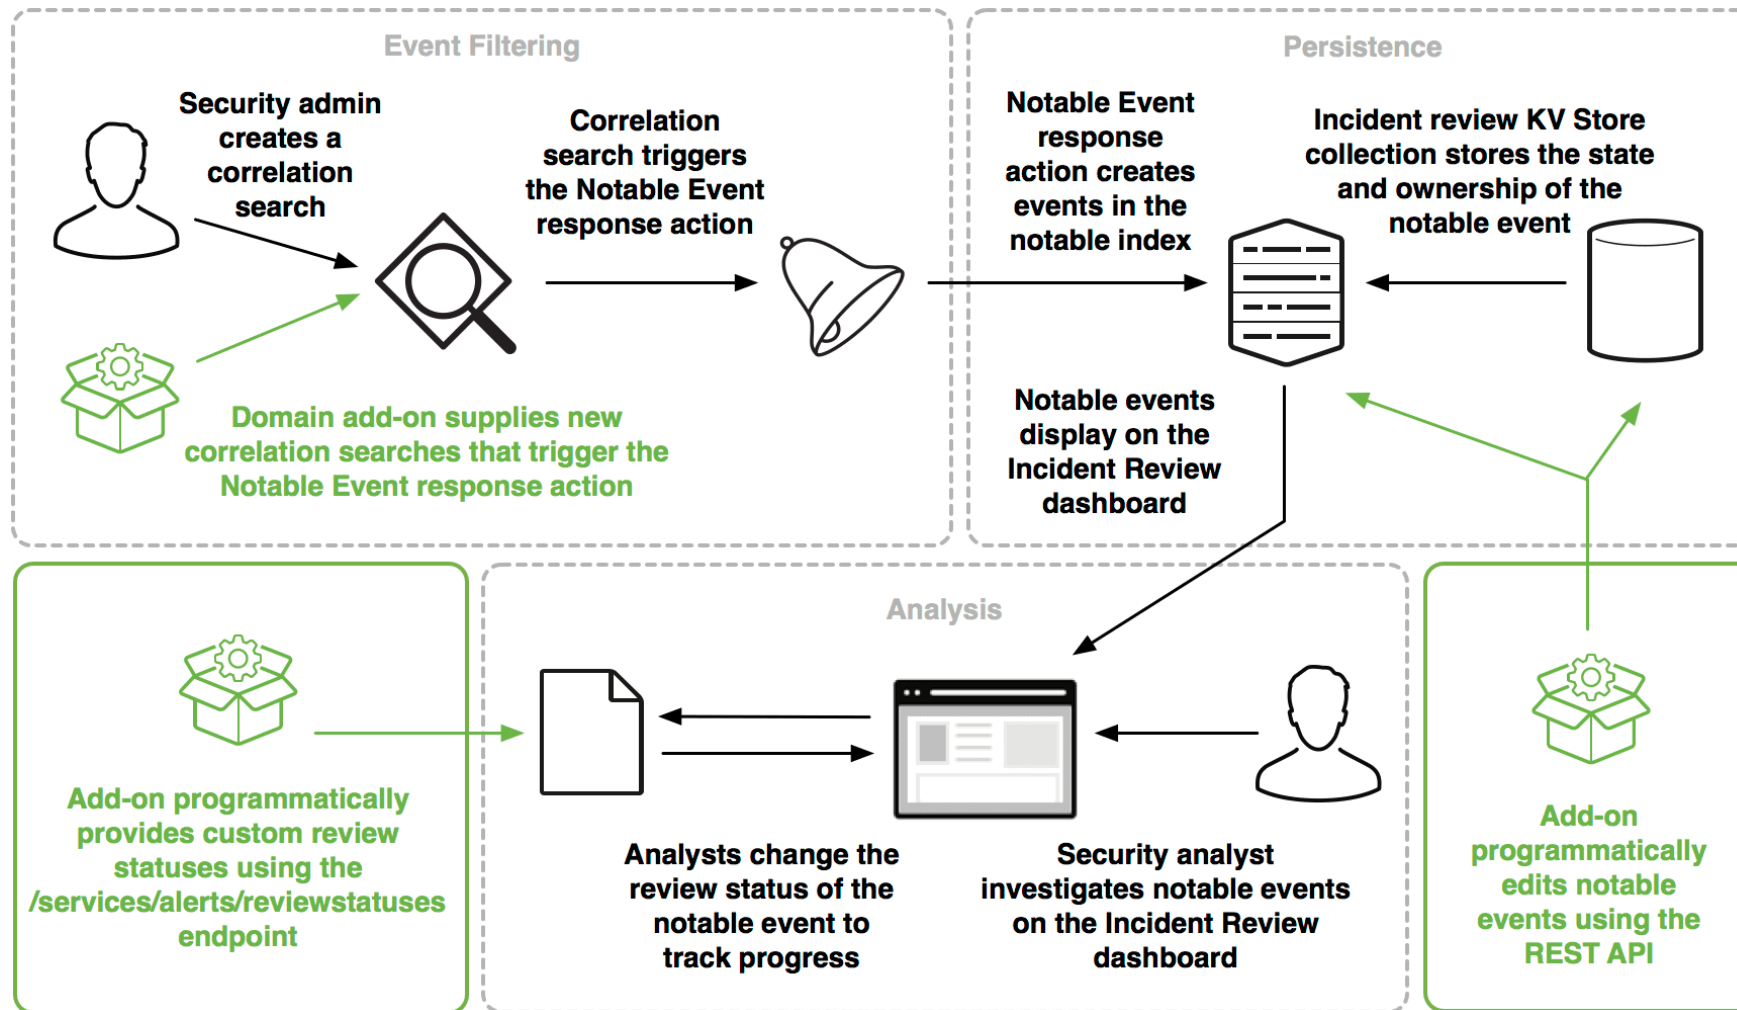 Event Filtering
Security admin
creates a
correlation
search
Correlation
search triggers
the Notable Event
response action
Domain add-on supplies new
correlation searches that trigger the
Notable Event response action
Persistence
Notable Event
response
action creates
events in the
notable index
Incident review KV Store
collection stores the state
and ownership of the
notable event
Notable events
display on the
Incident Review
dashboard
Add-on programmatically
provides custom review
statuses using the
/services/alerts/reviewstatuses
endpoint
Analysis
Analysts change the
review status of the
notable event to
track progress
Security analyst
investigates notable events
on the Incident Review
dashboard
Add-on
programmatically
edits notable
events using the
REST API